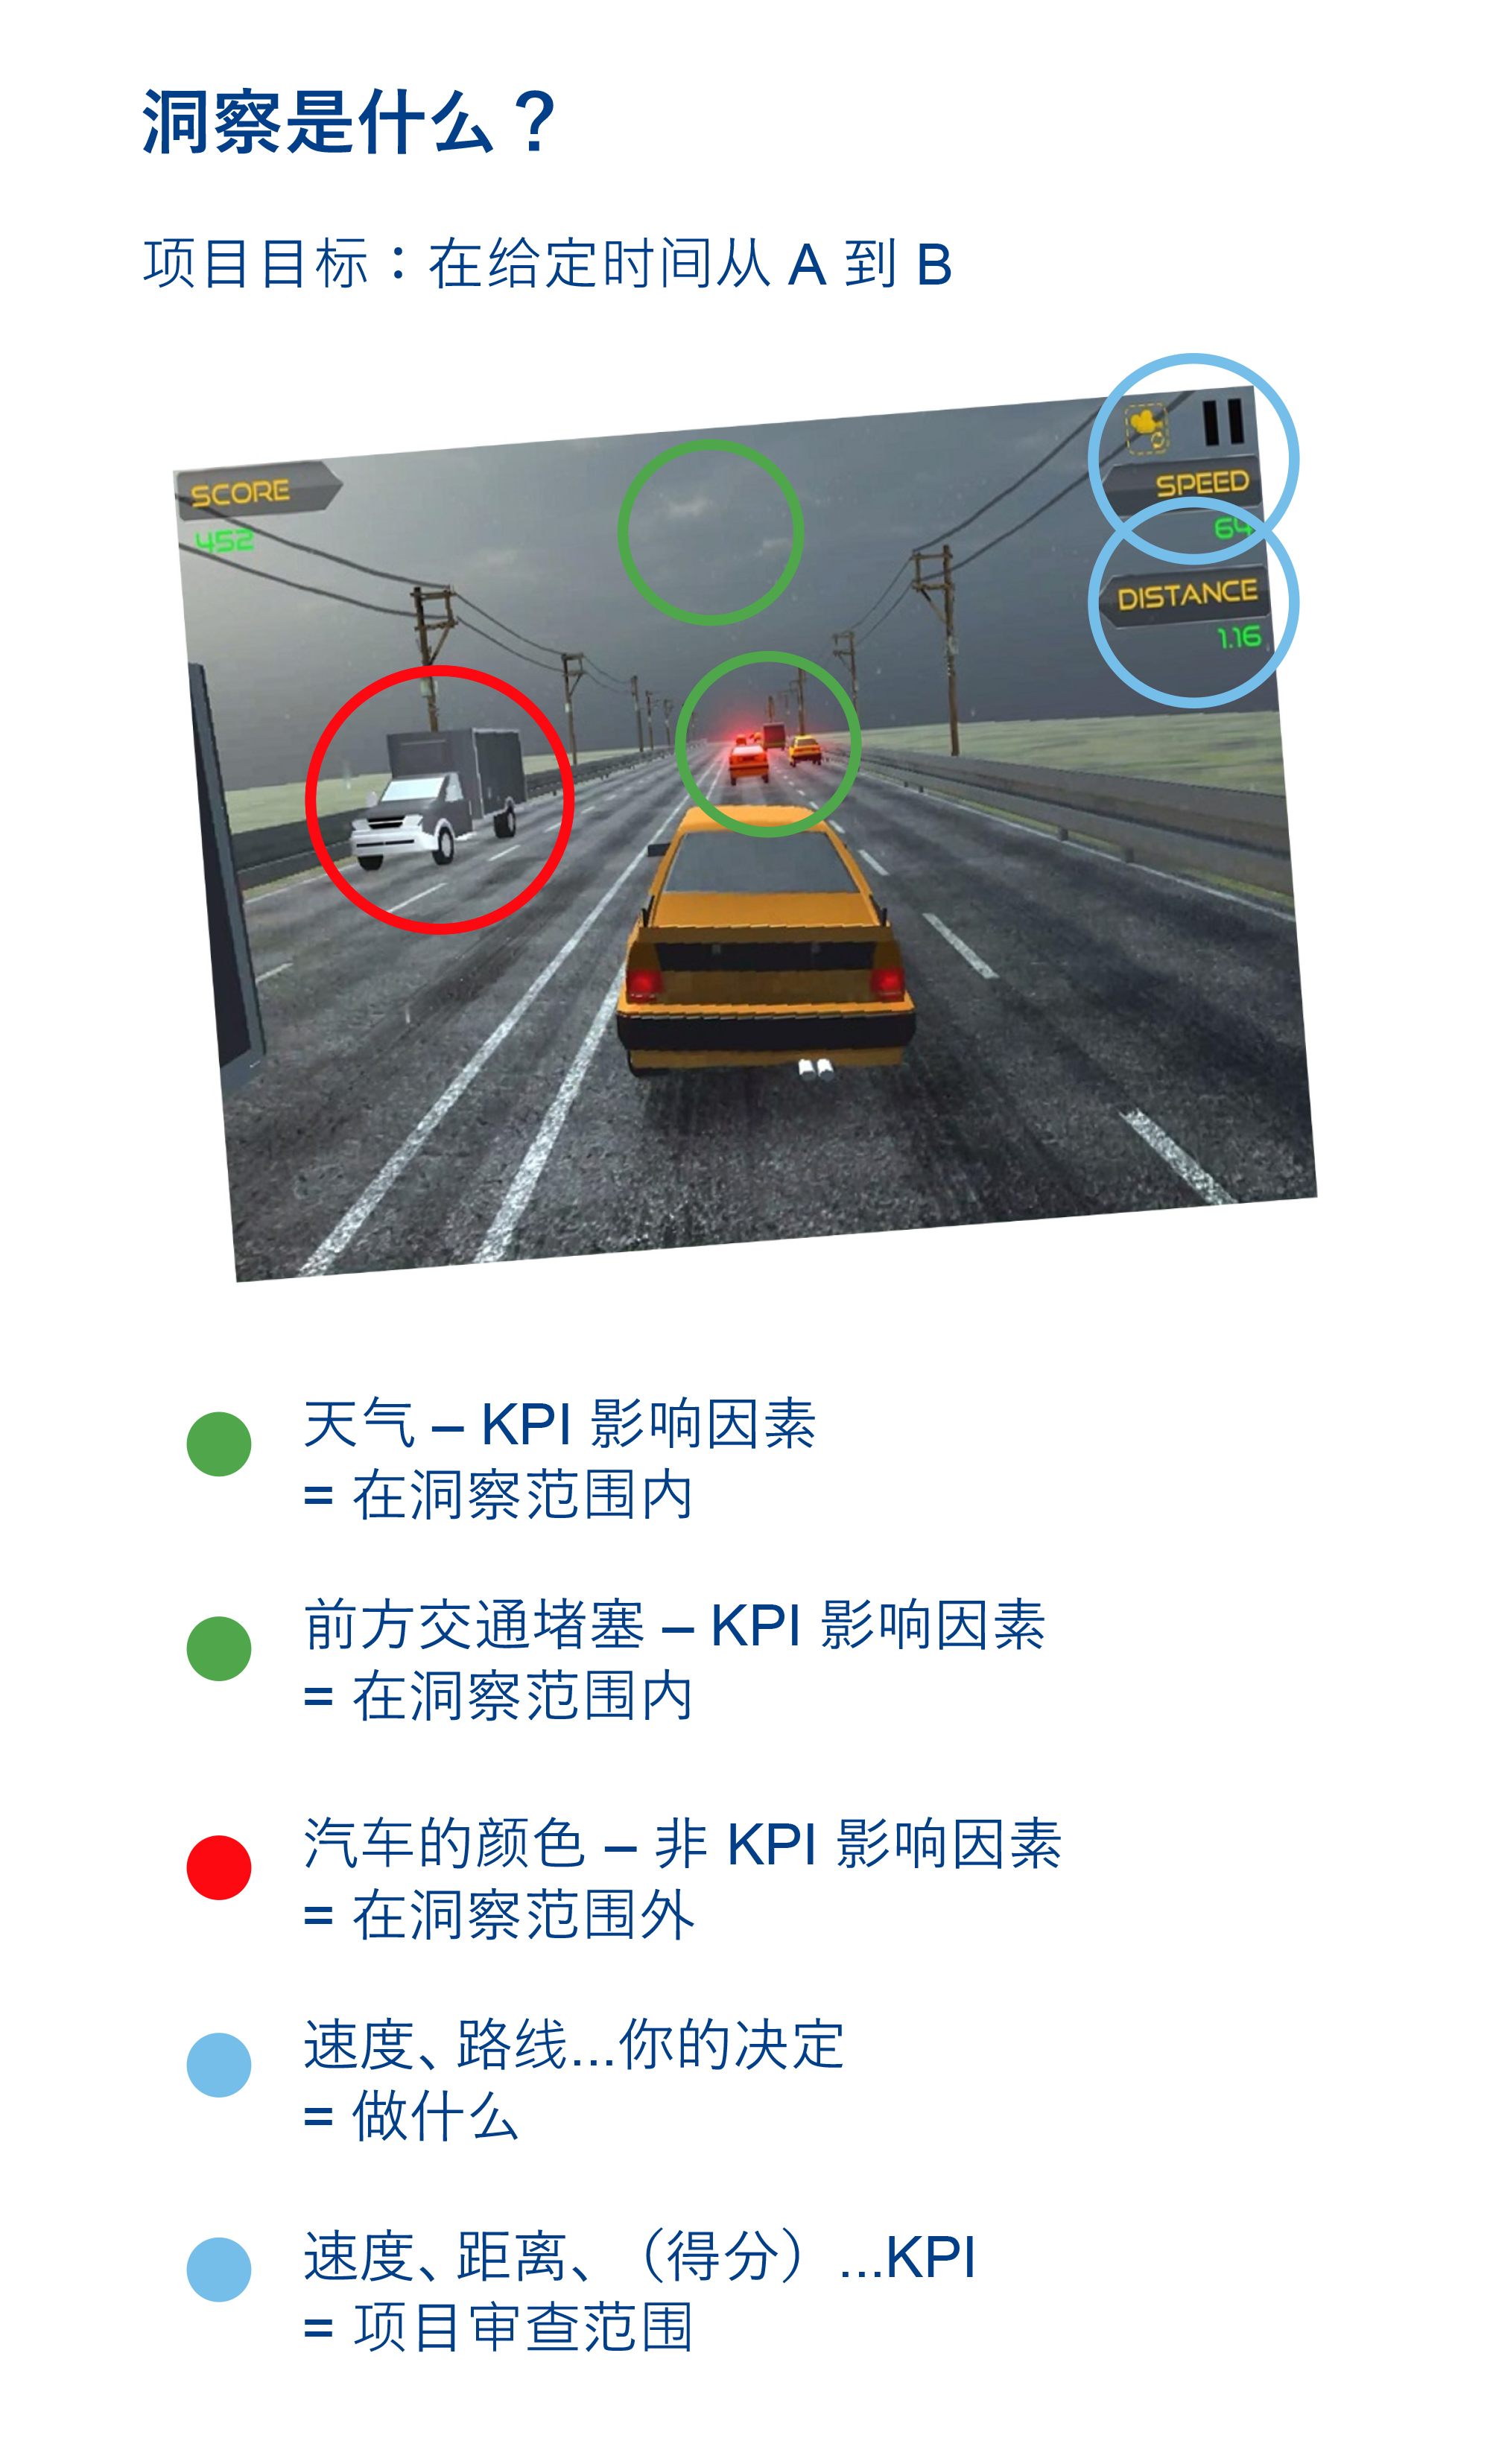 洞察是什么？
项目目标：在给定时间从 A 到 B
SCORE
452
SPEED
64
DISTANCE
1.16
天气 – KPI 影响因素
= 在洞察范围内
前方交通堵塞 – KPI 影响因素
= 在洞察范围内
汽车的颜色 – 非 KPI 影响因素
= 在洞察范围外
速度、路线...你的决定
= 做什么
速度、距离、（得分）...KPI
= 项目审查范围